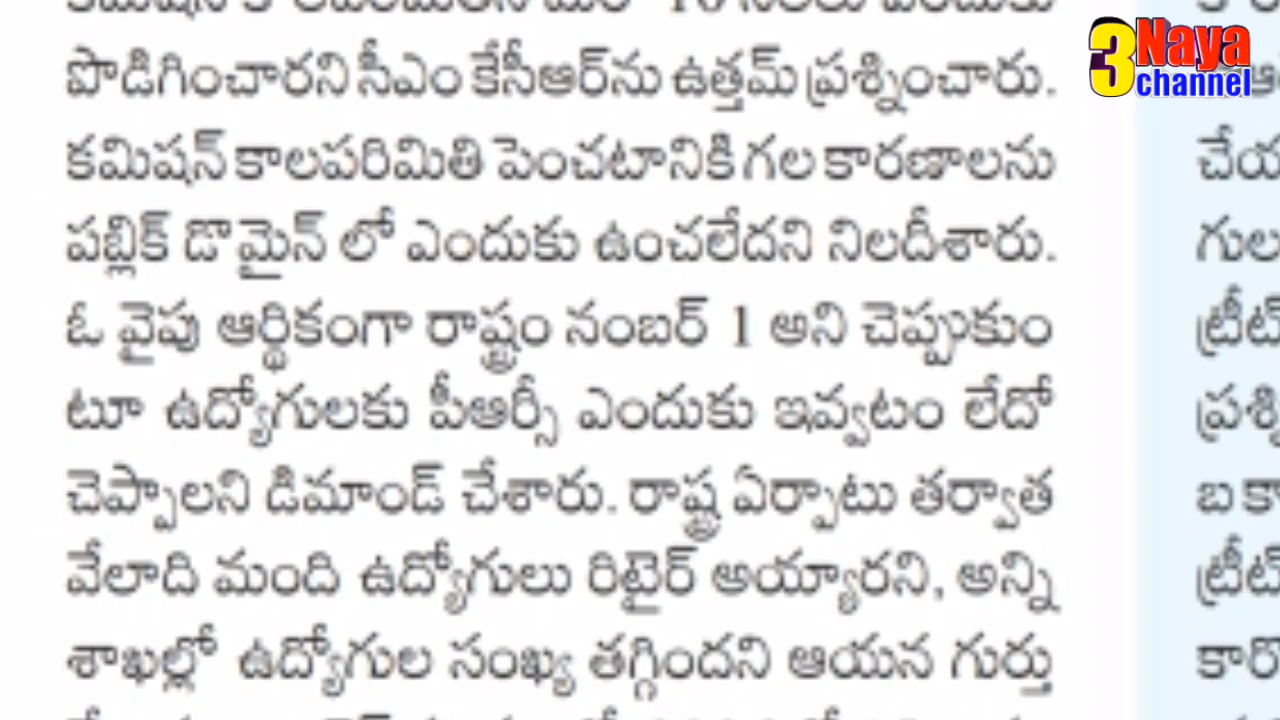 3 Naya
channel
పొడిగించారని సీఎం కేసీఆర్‌ను ఉత్తమ్ ప్రశ్నించారు.
కమిషన్ కాలపరిమితి పెంచటానికి గల కారణాలను
పబ్లిక్ డొమైన్ లో ఎందుకు ఉంచలేదని నిలదీశారు.
ఓ వైపు ఆర్థికంగా రాష్ట్రం నంబర్ 1 అని చెప్పుకుం
టూ ఉద్యోగులకు పీఆర్సీ ఎందుకు ఇవ్వటం లేదో
చెప్పాలని డిమాండ్ చేశారు. రాష్ట్ర ఏర్పాటు తర్వాత
వేలాది మంది ఉద్యోగులు రిటైర్ అయ్యారని, అన్ని
శాఖల్లో ఉద్యోగుల సంఖ్య తగ్గిందని ఆయన గుర్తు
చేయ
గుల
ట్రీట్
ప్రశ్ని
బ కా
ట్రీట్